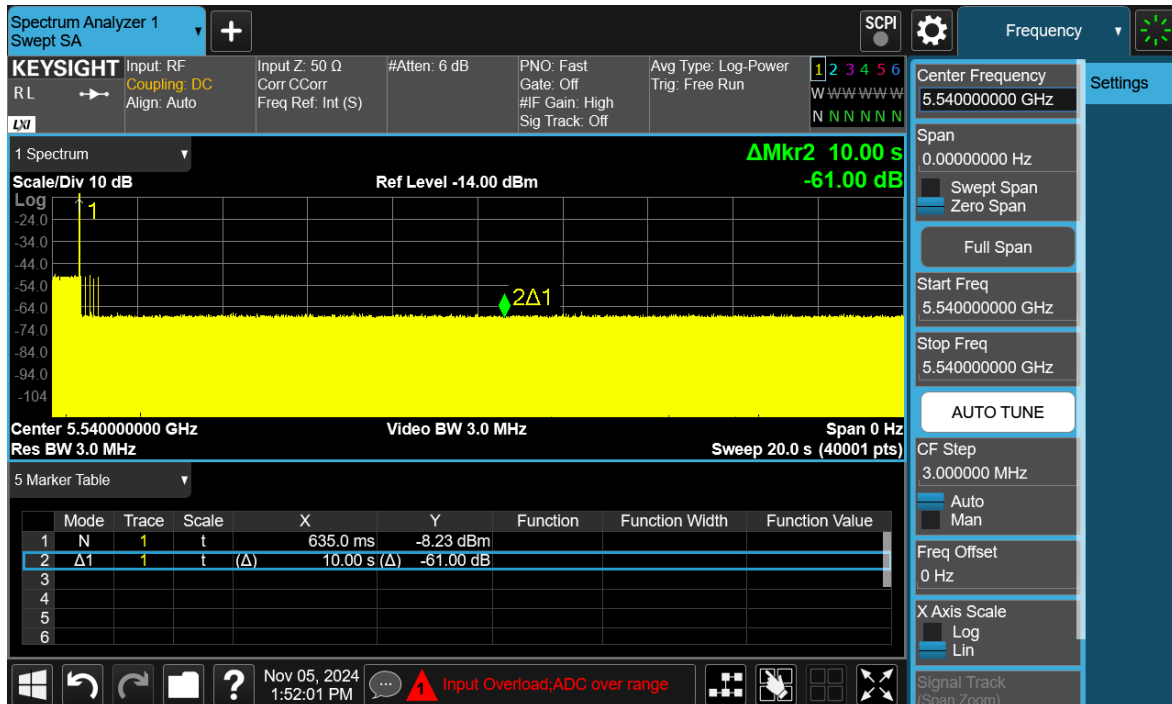 Spectrum Analyzer 1
Swept SA
+
SCPI
Frequency
KEYSIGHT
RL
LXI
Input: RF
Coupling: DC
Align: Auto
Input Z: 50 Ω
Corr CCorr
Freq Ref: Int (S)
#Atten: 6 dB
PNO: Fast
Gate: Off
#IF Gain: High
Sig Track: Off
Avg Type: Log-Power
Trig: Free Run
1 2 3 4 5 6
W W W W W W
N N N N N N
1 Spectrum
ΔMkr2 10.00 s
-61.00 dB
Scale/Div 10 dB
Ref Level -14.00 dBm
Log
-24.0
-34.0
-44.0
-54.0
-64.0
-74.0
-84.0
-94.0
-104
1
2Δ1
Center 5.540000000 GHz
Video BW 3.0 MHz
Span 0 Hz
Res BW 3.0 MHz
Sweep 20.0 s (40001 pts)
5 Marker Table
Mode Trace Scale X Y Function Function Width Function Value
1 N 1 t 635.0 ms -8.23 dBm
2 Δ1 1 t (Δ) 10.00 s (Δ) -61.00 dB
3
4
5
6
Nov 05, 2024
1:52:01 PM
?
1 Input Overload;ADC over range
Center Frequency
5.540000000 GHz
Settings
Span
0.00000000 Hz
Swept Span
Zero Span
Full Span
Start Freq
5.540000000 GHz
Stop Freq
5.540000000 GHz
AUTO TUNE
CF Step
3.000000 MHz
Auto
Man
Freq Offset
0 Hz
X Axis Scale
Log
Lin
Signal Track
(Span Zoom)